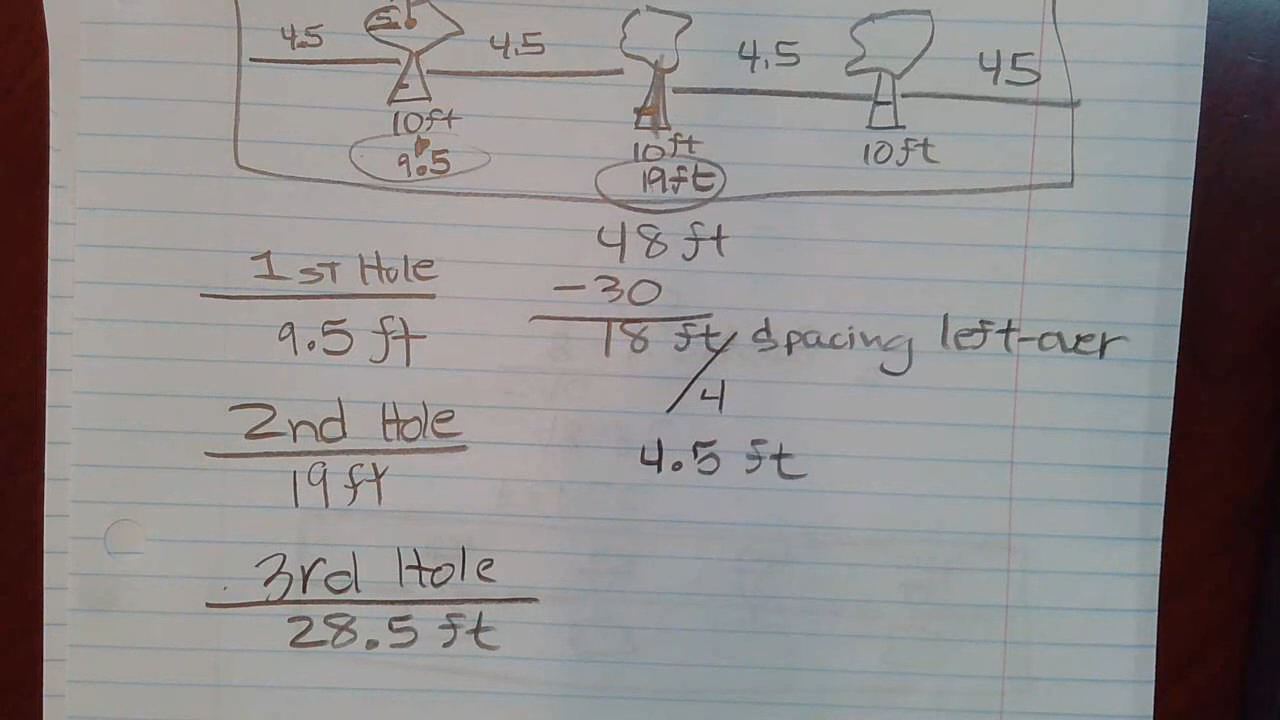 5'
4.5 4.5 4.5 45
10ft 10ft 10ft
9.5 19ft
48 ft
1st Hole -30
9.5 ft 18 ft spacing left-over
/4
2nd Hole 4.5 ft
19 ft
3rd Hole
28.5 ft